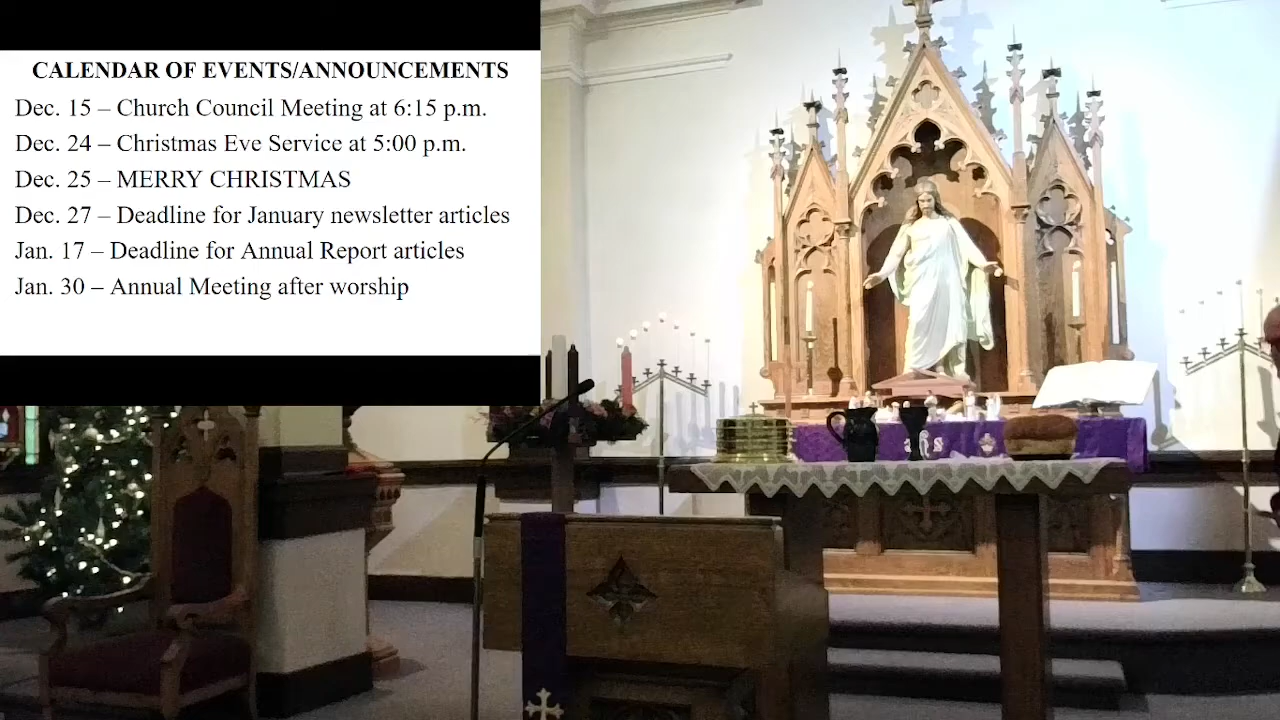 CALENDAR OF EVENTS/ANNOUNCEMENTS
Dec. 15 – Church Council Meeting at 6:15 p.m.
Dec. 24 – Christmas Eve Service at 5:00 p.m.
Dec. 25 – MERRY CHRISTMAS
Dec. 27 – Deadline for January newsletter articles
Jan. 17 – Deadline for Annual Report articles
Jan. 30 – Annual Meeting after worship